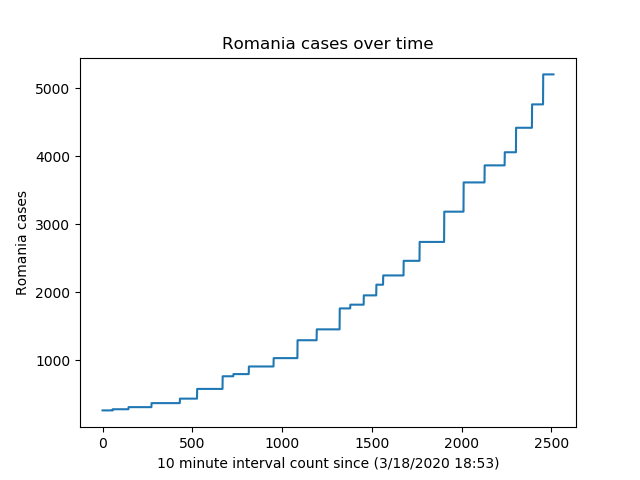 Romania cases over time
5000
4000
3000
2000
1000
Romania cases
0 500 1000 1500 2000 2500
10 minute interval count since (3/18/2020 18:53)